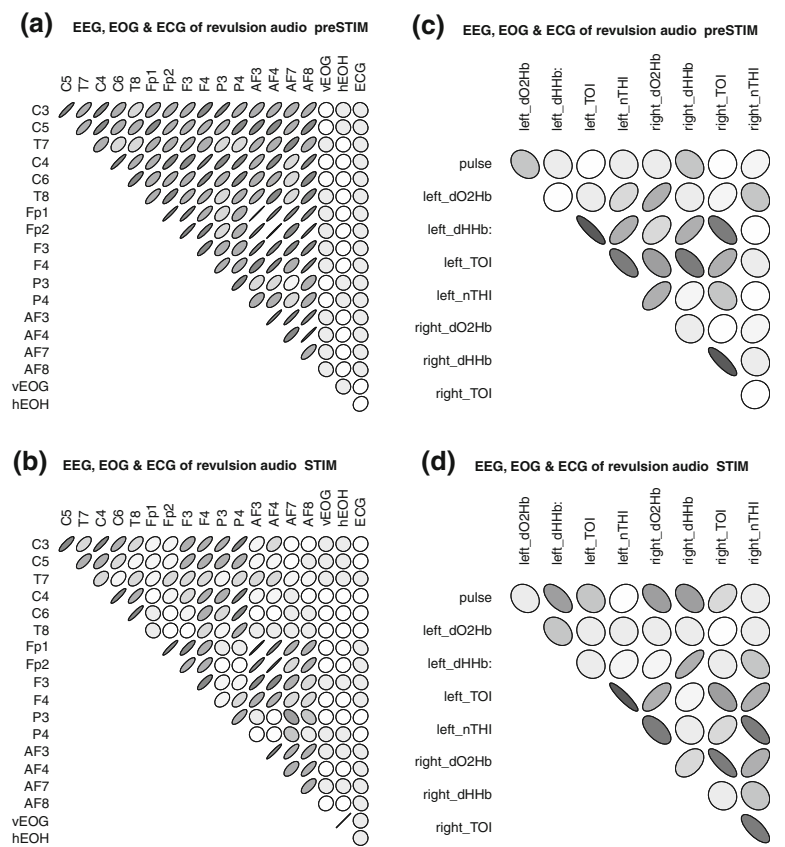 (a) EEG, EOG & ECG of revulsion audio preSTIM
C5 T7 C4 C6 T8 Fp1 Fp2 F3 F4 P3 P4 AF3 AF4 AF7 AF8 vEOG hEOH ECG
C3
C5
T7
C4
C6
T8
Fp1
Fp2
F3
F4
P3
P4
AF3
AF4
AF7
AF8
vEOG
hEOH
(c) EEG, EOG & ECG of revulsion audio preSTIM
left_dO2Hb left_dHHb: left_TOI left_nTHI right_dO2Hb right_dHHb right_TOI right_nTHI
pulse
left_dO2Hb
left_dHHb:
left_TOI
left_nTHI
right_dO2Hb
right_dHHb
right_TOI
(b) EEG, EOG & ECG of revulsion audio STIM
C5 T7 C4 C6 T8 Fp1 Fp2 F3 F4 P3 P4 AF3 AF4 AF7 AF8 vEOG hEOH ECG
C3
C5
T7
C4
C6
T8
Fp1
Fp2
F3
F4
P3
P4
AF3
AF4
AF7
AF8
vEOG
hEOH
(d) EEG, EOG & ECG of revulsion audio STIM
left_dO2Hb left_dHHb: left_TOI left_nTHI right_dO2Hb right_dHHb right_TOI right_nTHI
pulse
left_dO2Hb
left_dHHb:
left_TOI
left_nTHI
right_dO2Hb
right_dHHb
right_TOI